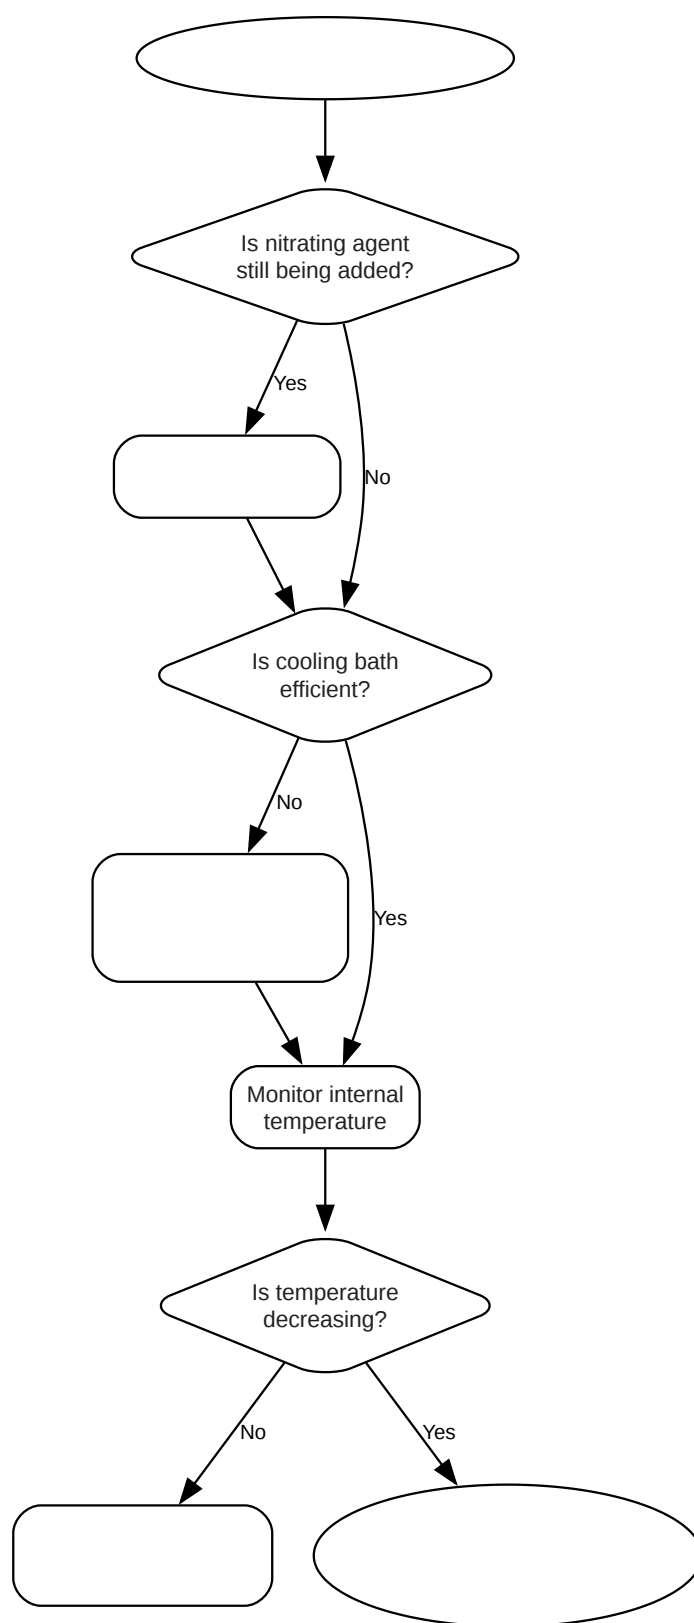 Is nitrating agent
still being added?
Yes
No
Is cooling bath
efficient?
No
Yes
Monitor internal
temperature
Is temperature
decreasing?
No
Yes